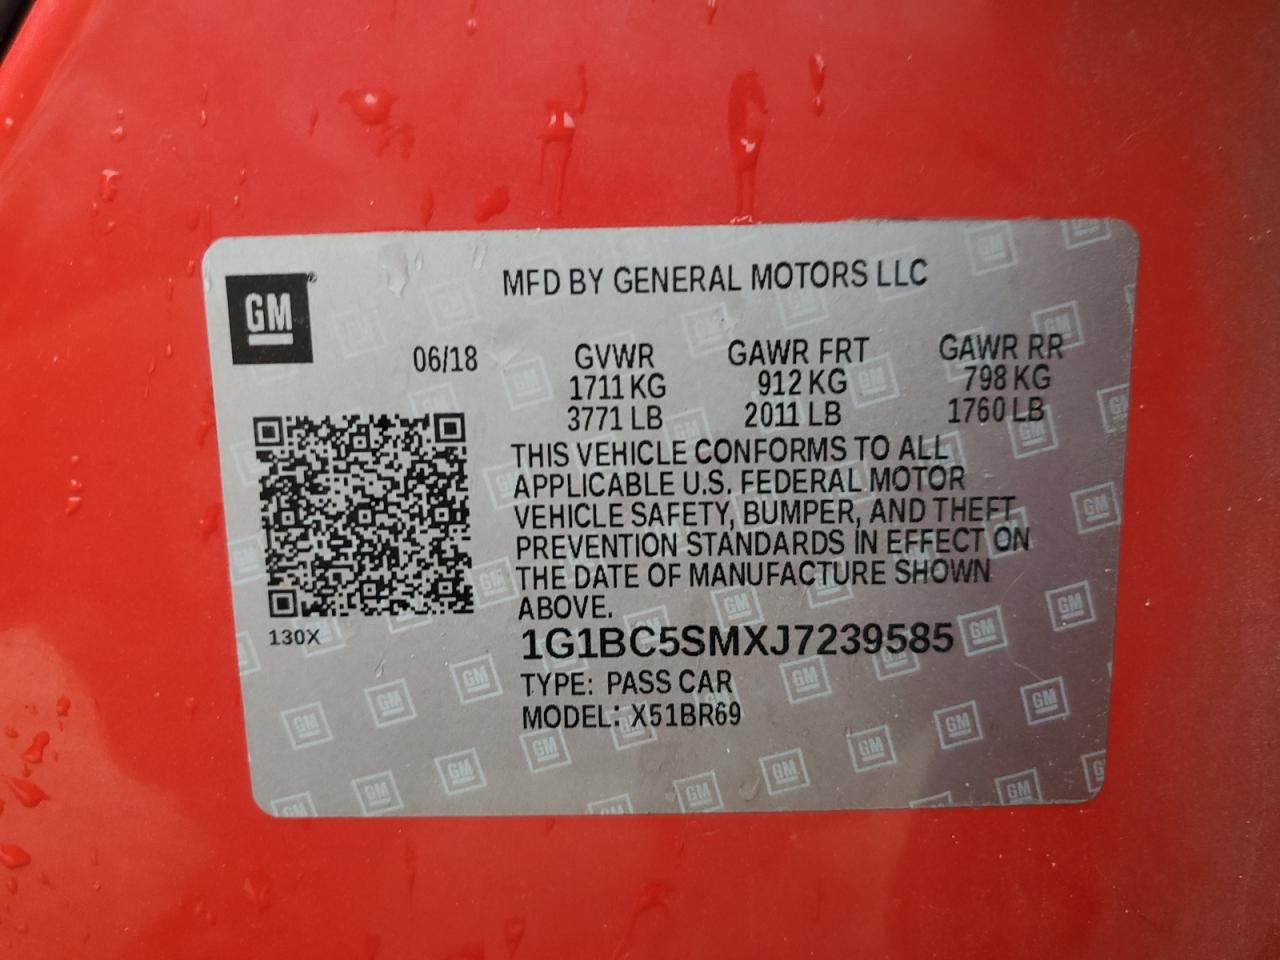 GM
MFD BY GENERAL MOTORS LLC
06/18 GVWR GAWR FRT GAWR RR
1711 KG 912 KG 798 KG
3771 LB 2011 LB 1760 LB
THIS VEHICLE CONFORMS TO ALL
APPLICABLE U.S. FEDERAL MOTOR
VEHICLE SAFETY, BUMPER, AND THEFT
PREVENTION STANDARDS IN EFFECT ON
THE DATE OF MANUFACTURE SHOWN
ABOVE.
130X
1G1BC5SMXJ7239585
TYPE: PASS CAR
MODEL: X51BR69